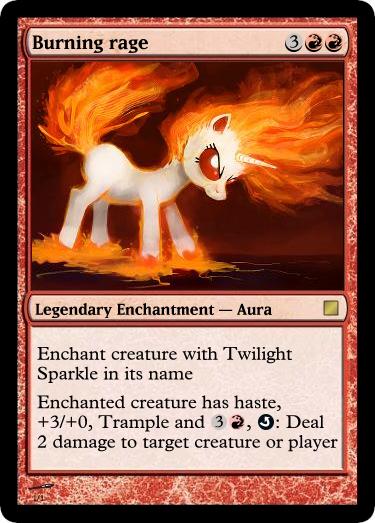 Burning rage 3
Legendary Enchantment — Aura
Enchant creature with Twilight
Sparkle in its name
Enchanted creature has haste,
+3/+0, Trample and 3, : Deal
2 damage to target creature or player